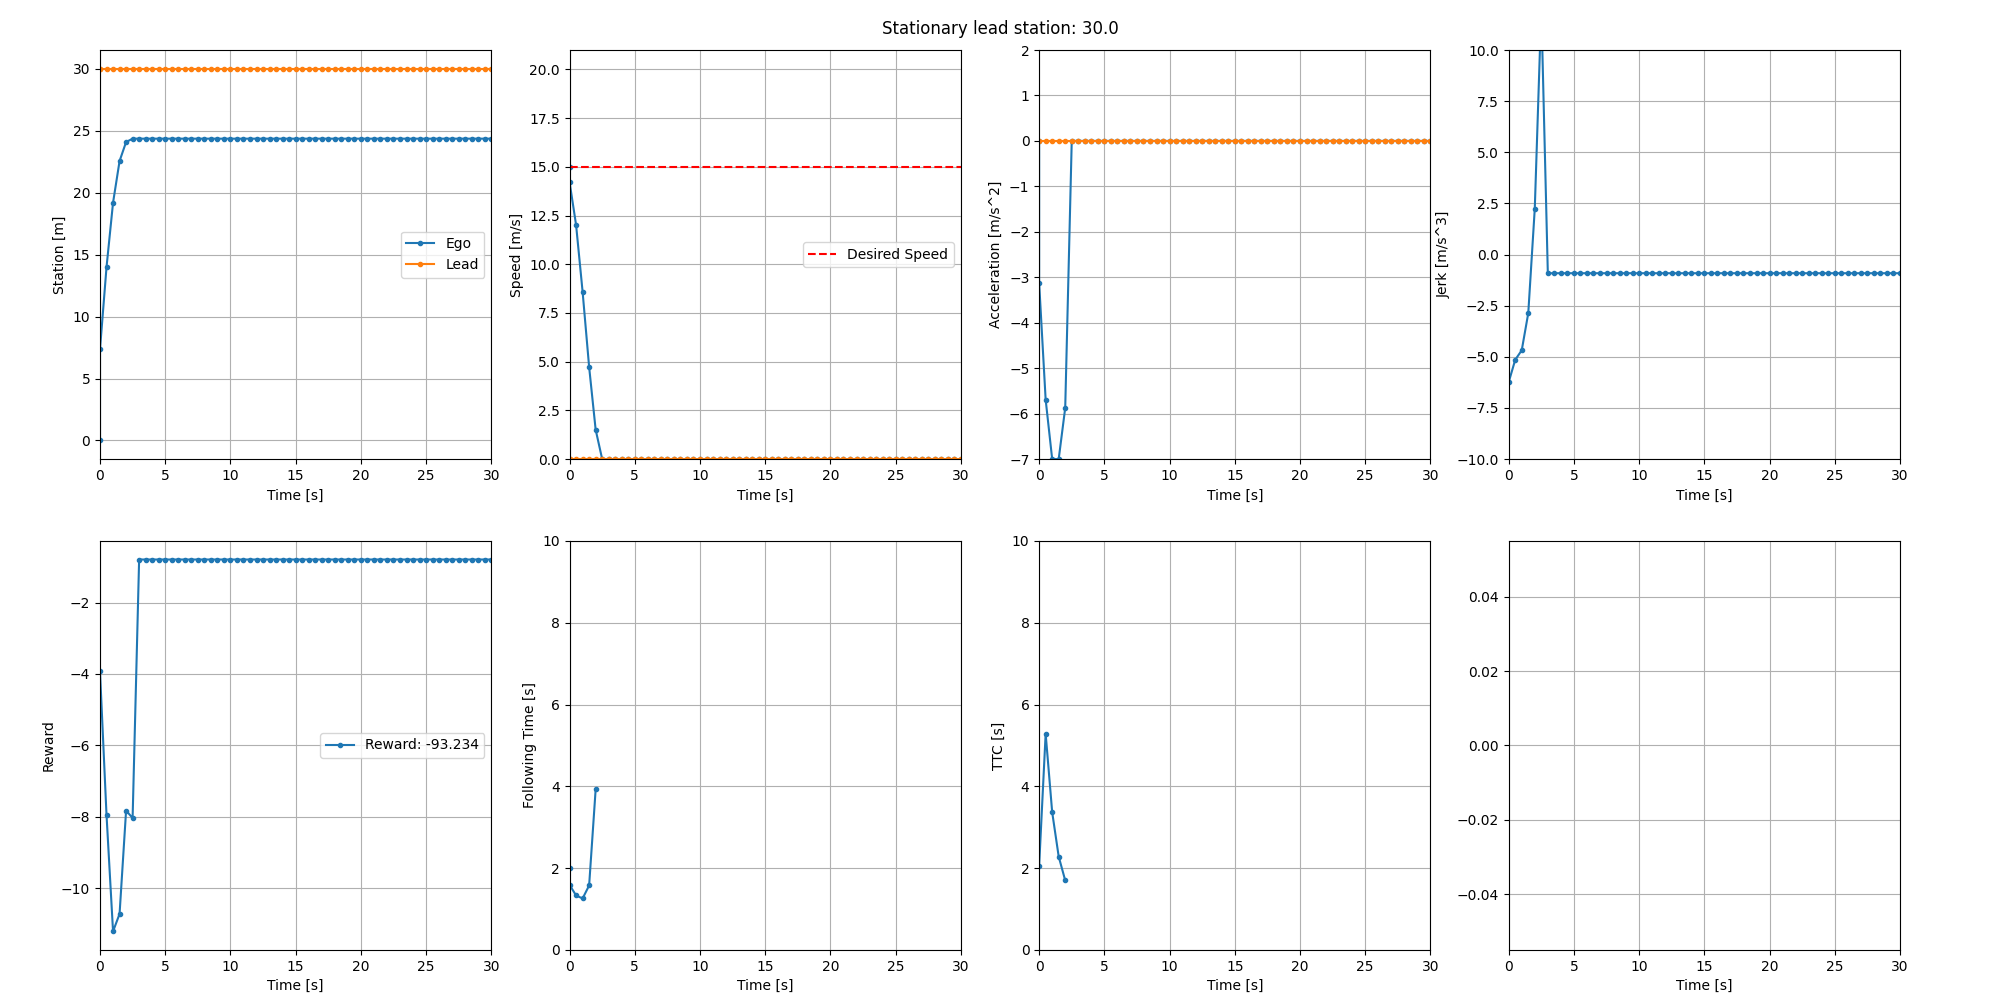 Stationary lead station: 30.0
30
25
20
15
10
5
0
Station [m]
Ego
Lead
0 5 10 15 20 25 30
Time [s]
20.0
17.5
15.0
12.5
10.0
7.5
5.0
2.5
0.0
Speed [m/s]
Desired Speed
0 5 10 15 20 25 30
Time [s]
2
1
0
−1
−2
−3
−4
−5
−6
−7
Acceleration [m/s^2]
0 5 10 15 20 25 30
Time [s]
10.0
7.5
5.0
2.5
0.0
−2.5
−5.0
−7.5
−10.0
Jerk [m/s^3]
0 5 10 15 20 25 30
Time [s]
−2
−4
−6
−8
−10
Reward
Reward: -93.234
0 5 10 15 20 25 30
Time [s]
10
8
6
4
2
0
Following Time [s]
0 5 10 15 20 25 30
Time [s]
10
8
6
4
2
0
TTC [s]
0 5 10 15 20 25 30
Time [s]
0.04
0.02
0.00
−0.02
−0.04
0 5 10 15 20 25 30
Time [s]